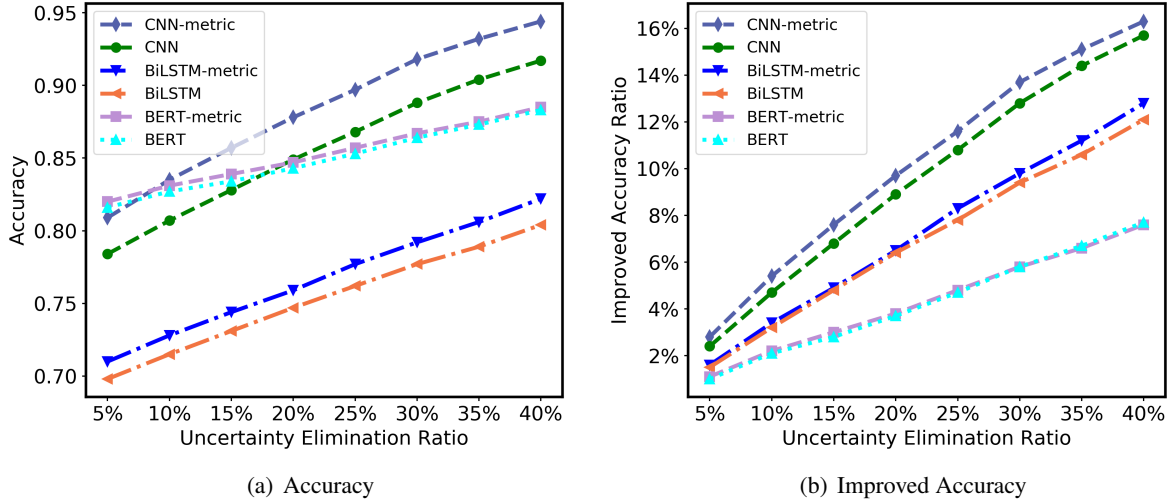 0.95
0.90
0.85
0.80
0.75
0.70
Accuracy
CNN-metric
CNN
BiLSTM-metric
BiLSTM
BERT-metric
BERT
5% 10% 15% 20% 25% 30% 35% 40%
Uncertainty Elimination Ratio
(a) Accuracy
16%
14%
12%
10%
8%
6%
4%
2%
Improved Accuracy Ratio
CNN-metric
CNN
BiLSTM-metric
BiLSTM
BERT-metric
BERT
5% 10% 15% 20% 25% 30% 35% 40%
Uncertainty Elimination Ratio
(b) Improved Accuracy